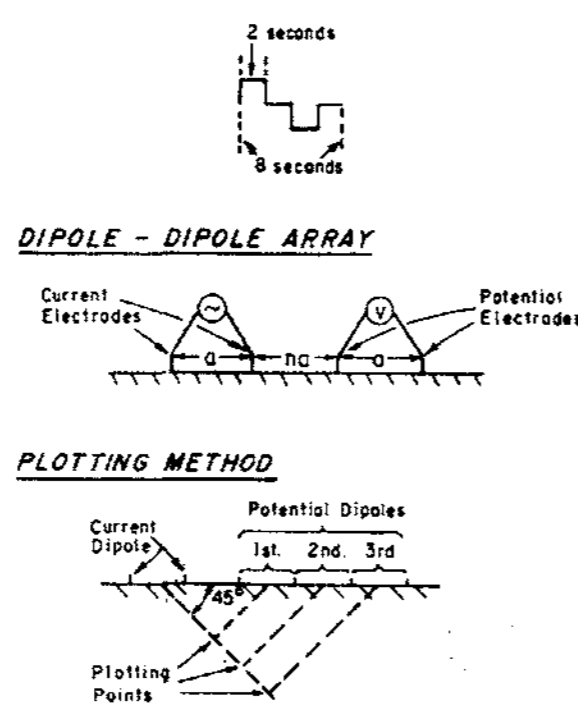 2 seconds
8 seconds
DIPOLE - DIPOLE ARRAY
Current
Electrodes
~
V
Potential
Electrodes
a
na
a
PLOTTING METHOD
Potential Dipoles
Current
Dipole
1st.
2nd.
3rd
45°
Plotting
Points